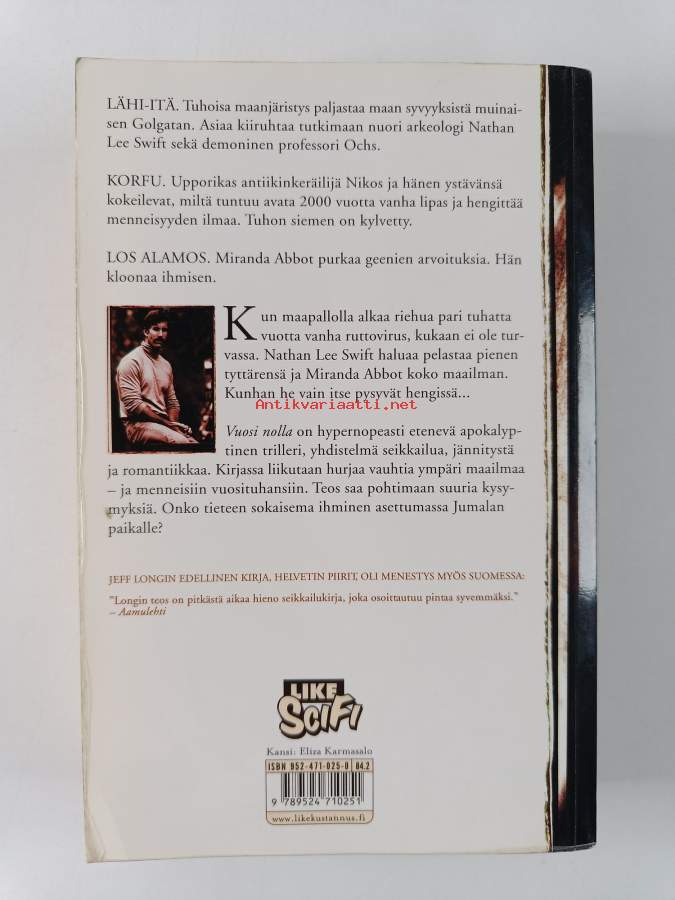 LÄHI-ITÄ. Tuhoisa maanjäristys paljastaa maan syvyyksistä muinai-
sen Golgatan. Asiaa kiiruhtaa tutkimaan nuori arkeologi Nathan
Lee Swift sekä demoninen professori Ochs.
KORFU. Upporikas antiikinkeräilijä Nikos ja hänen ystävänsä
kokeilevat, miltä tuntuu avata 2000 vuotta vanha lipas ja hengittää
menneisyyden ilmaa. Tuhon siemen on kylvetty.
LOS ALAMOS. Miranda Abbot purkaa geenien arvoituksia. Hän
kloonaa ihmisen.
Kun maapallolla alkaa riehua pari tuhatta
vuotta vanha ruttovirus, kukaan ei ole tur-
vassa. Nathan Lee Swift haluaa pelastaa pienen
tyttärensä ja Miranda Abbot koko maailman.
Kunhan he vain itse pysyvät hengissä...
Antikvariaatti.net
Vuosi nolla on hypernopeasti etenevä apokalyp-
tinen trilleri, yhdistelmä seikkailua, jännitystä
ja romantiikkaa. Kirjassa liikutaan hurjaa vauhtia ympäri maailmaa
– ja menneisiin vuosituhansiin. Teos saa pohtimaan suuria kysy-
myksiä. Onko tieteen sokaisema ihminen asettumassa Jumalan
paikalle?
JEFF LONGIN EDELLINEN KIRJA, HELVETIN PIIRIT, OLI MENESTYS MYÖS SUOMESSA:
"Longin teos on pitkästä aikaa hieno seikkailukirja, joka osoittautuu pintaa syvemmäksi."
– Aamulehti
LIKE
SCIFI
Kansi: Eliza Karmasalo
ISBN 952-471-025-0 84.2
9 789524 710251
www.likekustannus.fi